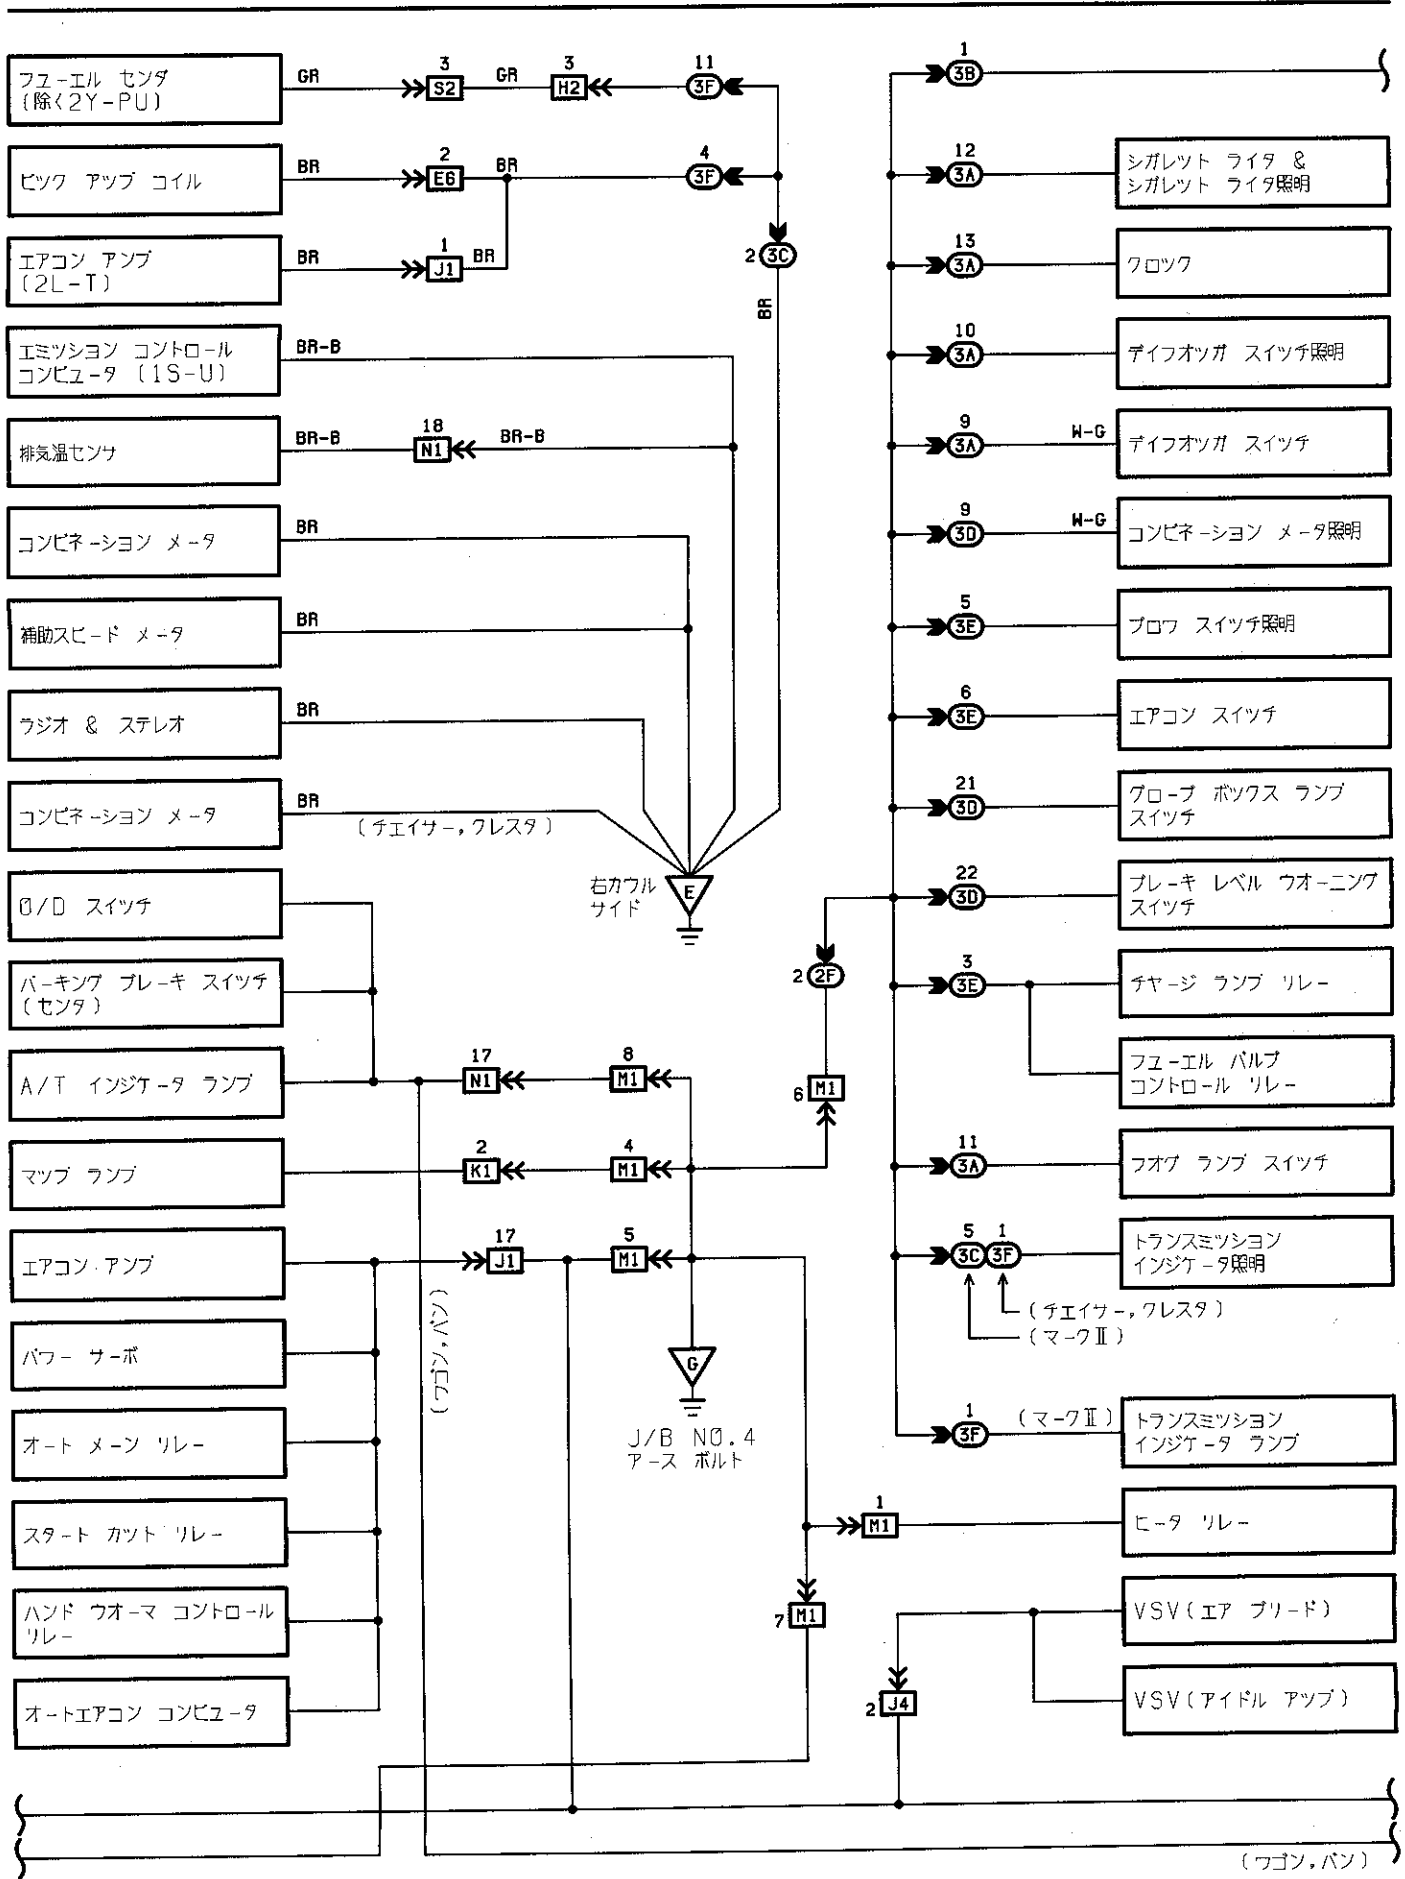 フューエル センダ
(除く2Y-PU)
GR
3
S2
GR
3
H2
11
3F
ピック アップ コイル
BR
2
E6
BR
4
3F
エアコン アンプ
(2L-T)
BR
1
J1
BR
2
3C
BR
エミッション コントロール
コンピュータ (1S-U)
BR-B
排気温センサ
BR-B
18
N1
BR-B
コンビネーション メータ
BR
補助スピード メータ
BR
ラジオ & ステレオ
BR
コンビネーション メータ
BR
(チェイサー,クレスタ)
右カウル
サイド
E
O/D スイッチ
パーキング ブレーキ スイッチ
(センタ)
A/T インジケータ ランプ
17
N1
8
M1
マップ ランプ
2
K1
4
M1
エアコン アンプ
17
J1
5
M1
(ワゴン,バン)
パワー サーボ
オート メーン リレー
スタート カット リレー
ハンド ウオーマ コントロール
リレー
オートエアコン コンピュータ
G
J/B NO.4
アース ボルト
2
2F
6
M1
1
3B
12
3A
シガレット ライタ &
シガレット ライタ照明
13
3A
クロック
10
3A
デイフオッガ スイッチ照明
9
3A
W-G
デイフオッガ スイッチ
9
3D
W-G
コンビネーション メータ照明
5
3E
ブロワ スイッチ照明
6
3E
エアコン スイッチ
21
3D
グローブ ボックス ランプ
スイッチ
22
3D
ブレーキ レベル ウオーニング
スイッチ
3
3E
チャージ ランプ リレー
フューエル バルブ
コントロール リレー
11
3A
フオグ ランプ スイッチ
5
3C
1
3F
トランスミッション
インジケータ照明
(チェイサー,クレスタ)
(マークⅡ)
1
3F
(マークⅡ)
トランスミッション
インジケータ ランプ
1
M1
ヒータ リレー
7
M1
VSV(エア ブリード)
2
J4
VSV(アイドル アップ)
(ワゴン,バン)